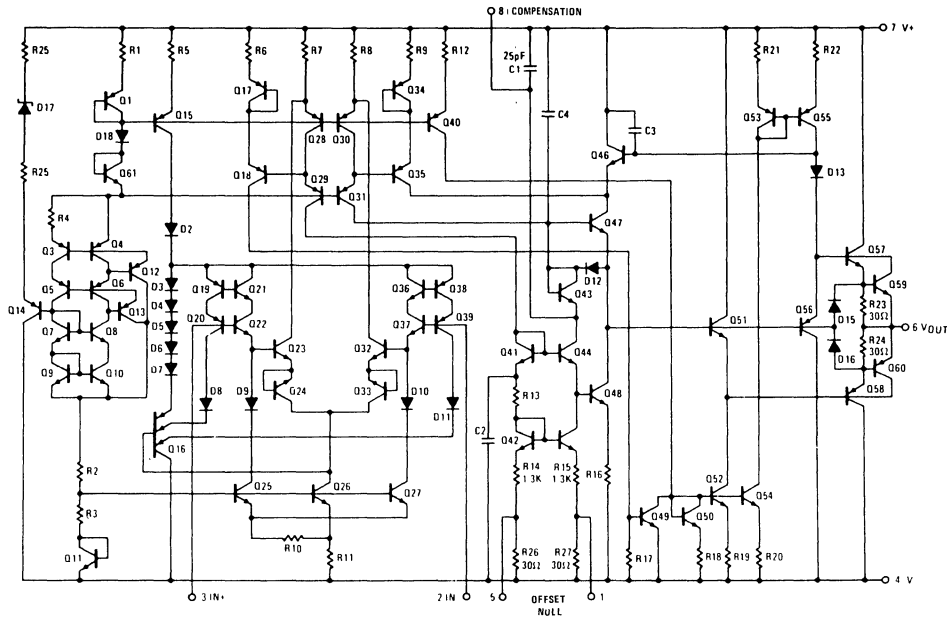 8 COMPENSATION
7 V+
R25
R1
R5
R6
R7
R8
R9
R12
25pF
C1
R21
R22
D17
Q1
Q15
Q17
Q34
C4
C3
Q53
Q55
D18
Q28
Q30
Q40
Q46
R25
Q61
Q18
Q29
Q31
Q35
D13
R4
D2
Q47
Q3
Q4
Q12
Q57
Q5
Q6
D3
Q19
Q21
Q36
Q38
D12
Q43
Q59
Q14
Q13
D4
Q20
Q22
Q37
Q39
R23
30Ω
Q7
Q8
D5
Q51
Q56
D15
6 VOUT
Q9
Q10
D6
Q23
Q32
Q41
Q44
D16
R24
30Ω
D7
D8
D9
Q24
Q33
D10
D11
R13
Q48
Q60
Q58
Q16
C2
Q42
R2
R14
1.3K
R15
1.3K
R16
Q25
Q26
Q27
Q52
Q54
R3
Q49
Q50
R10
Q11
R11
R26
30Ω
R27
30Ω
R17
R18
R19
R20
4 V
3 IN+
2 IN
5
OFFSET
NULL
1